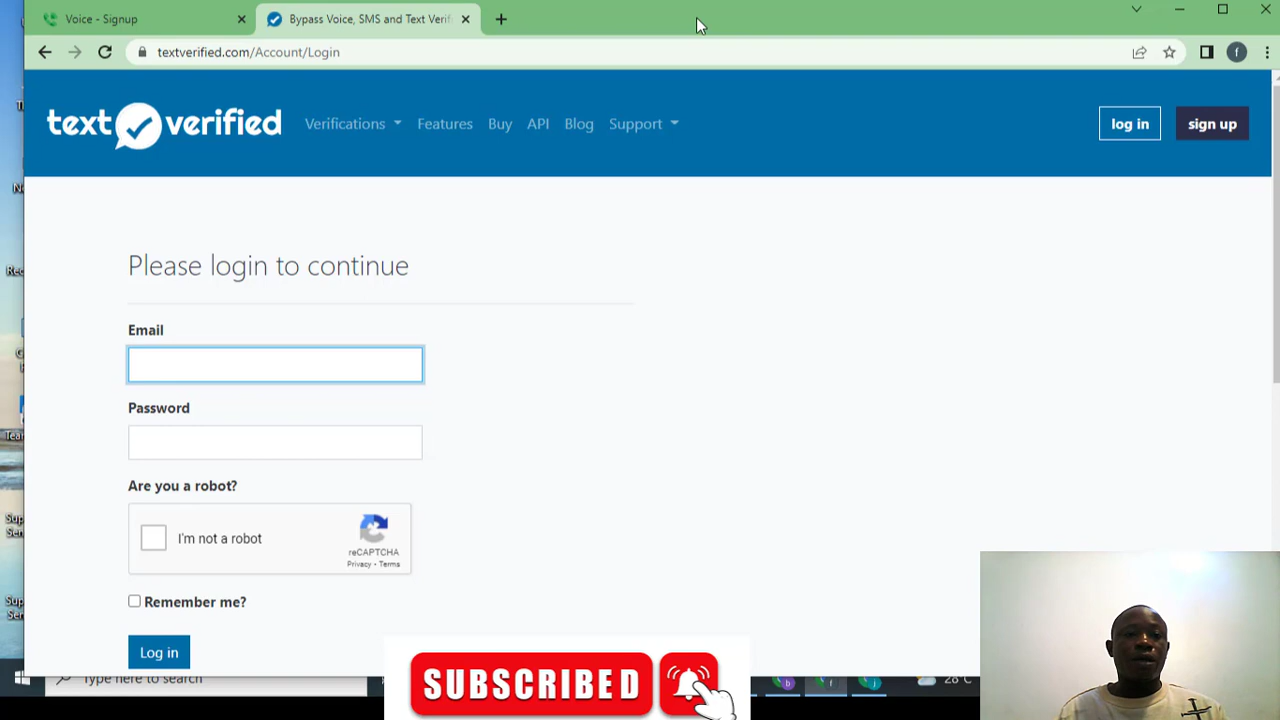 Voice - Signup
Bypass Voice, SMS and Text Verif
textverified.com/Account/Login
f
text verified
Verifications
Features
Buy
API
Blog
Support
log in
sign up
Please login to continue
Email
Password
Are you a robot?
I'm not a robot
reCAPTCHA
Privacy - Terms
Remember me?
Log in
SUBSCRIBED
Type here to search
28°C